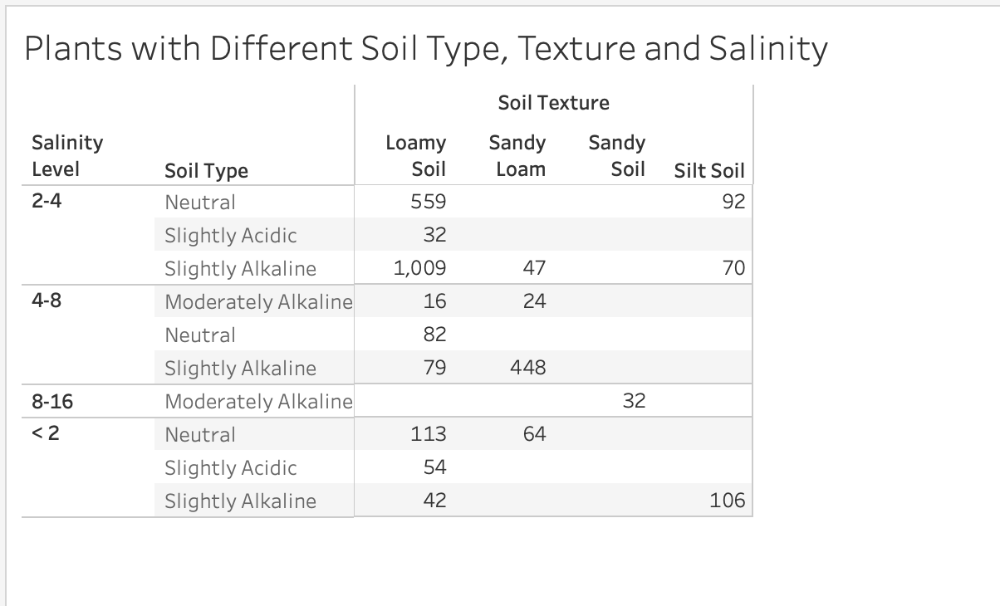 Plants with Different Soil Type, Texture and Salinity
Soil Texture
Salinity Level Soil Type Loamy Soil Sandy Loam Sandy Soil Silt Soil
2-4 Neutral 559 92
Slightly Acidic 32
Slightly Alkaline 1,009 47 70
4-8 Moderately Alkaline 16 24
Neutral 82
Slightly Alkaline 79 448
8-16 Moderately Alkaline 32
< 2 Neutral 113 64
Slightly Acidic 54
Slightly Alkaline 42 106